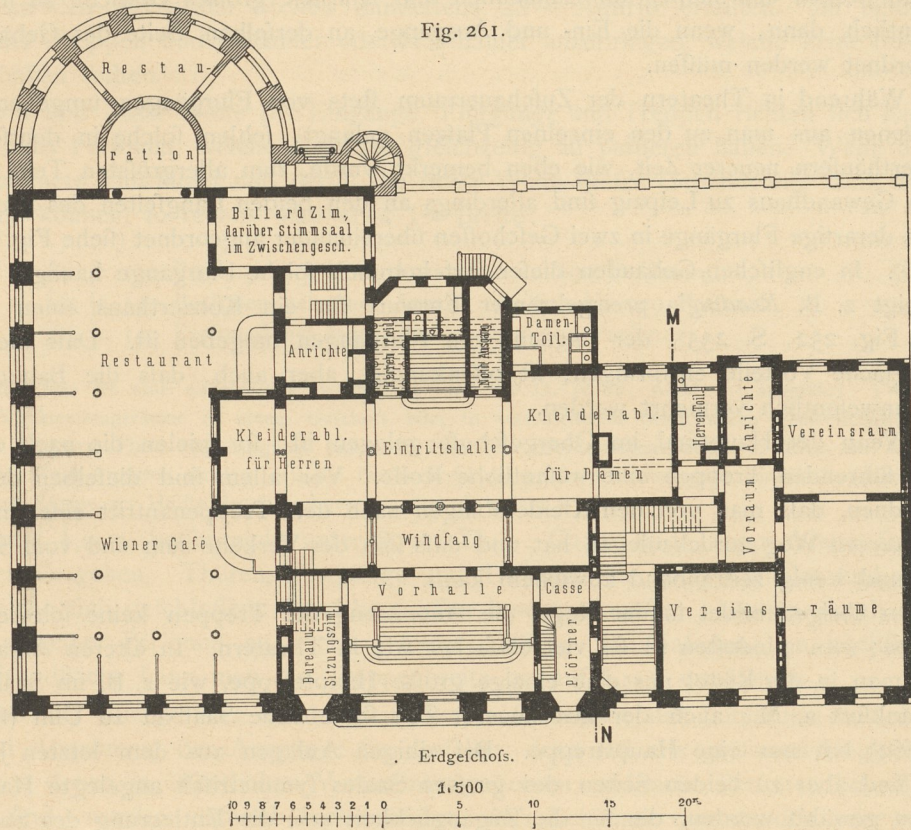 Fig. 261.
Restau-
ration
Billard Zim.,
darüber Stimmsaal
im Zwischengesch.
Damen-
Toil.
M
Restaurant
Anrichte
Herren Toil.
Noth-Ausgang
Kleiderabl.
für Herren
Eintrittshalle
Kleiderabl.
für Damen
Herren Toil.
Anrichte
Vereinsraum
Wiener Café
Windfang
Vorraum
Vorhalle
Casse
Vereins räume
Bureau u.
Sitzungszim.
Pförtner
N
Erdgeſchoſs.
1:500
10 9 8 7 6 5 4 3 2 1 0 5 10 15 20m.